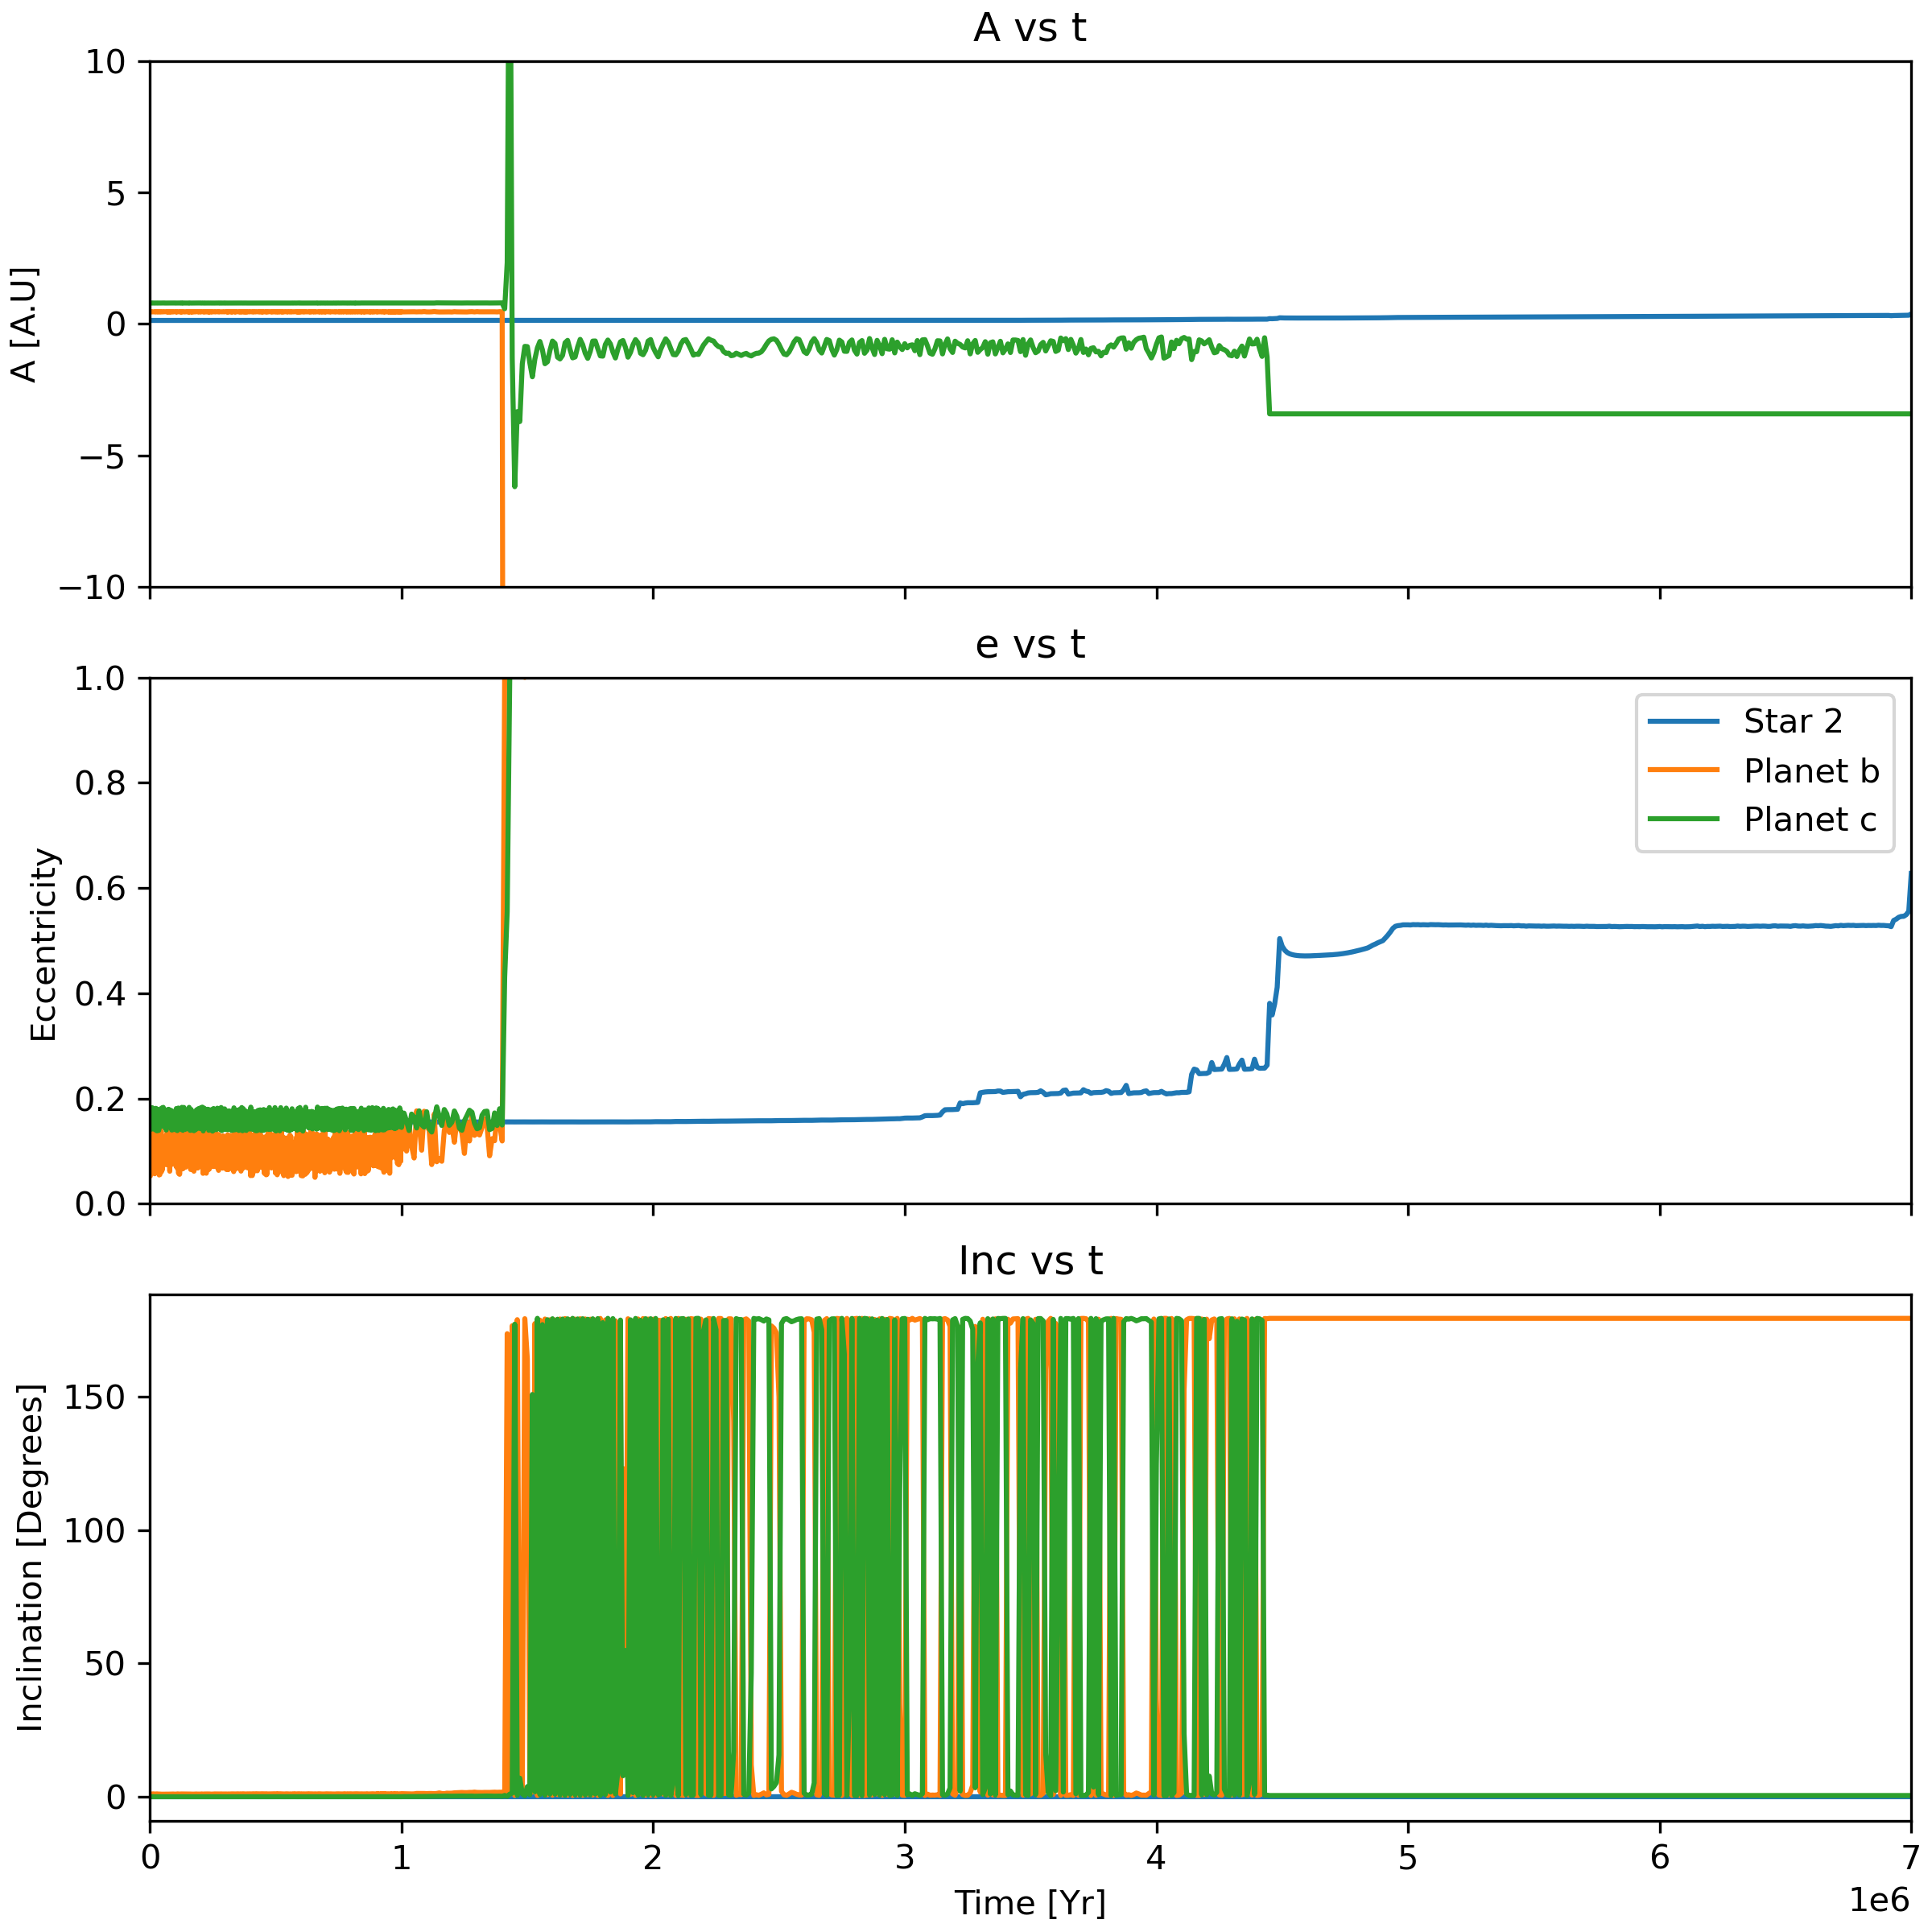 A vs t
10
5
0
−5
−10
A [A.U]
e vs t
1.0
0.8
0.6
0.4
0.2
0.0
Eccentricity
Star 2
Planet b
Planet c
Inc vs t
150
100
50
0
Inclination [Degrees]
0 1 2 3 4 5 6 7
Time [Yr]
1e6